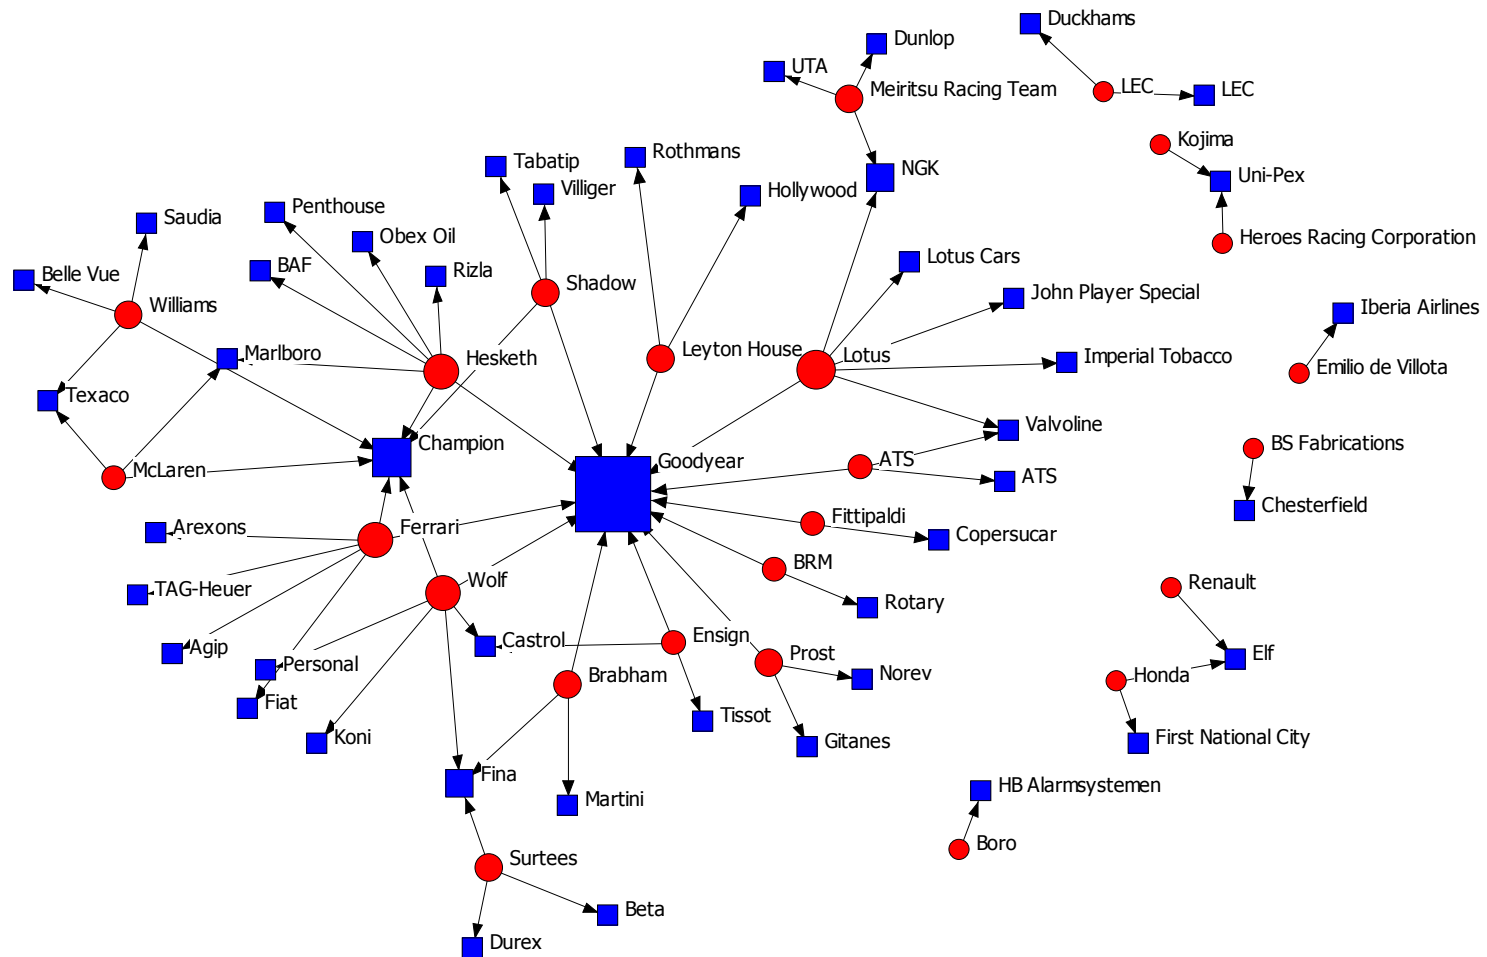 Duckhams
Dunlop
UTA
Meiritsu Racing Team
LEC
LEC
Kojima
Rothmans
Tabatip
NGK
Uni-Pex
Villiger
Hollywood
Penthouse
Saudia
Obex Oil
Heroes Racing Corporation
Lotus Cars
BAF
Rizla
Belle Vue
Shadow
John Player Special
Williams
Iberia Airlines
Marlboro
Hesketh
Leyton House
Lotus
Imperial Tobacco
Emilio de Villota
Texaco
Valvoline
Champion
BS Fabrications
Goodyear
ATS
McLaren
ATS
Chesterfield
Fittipaldi
Arexons
Ferrari
Copersucar
BRM
Wolf
Renault
TAG-Heuer
Rotary
Castrol
Ensign
Agip
Prost
Elf
Personal
Brabham
Norev
Honda
Fiat
Tissot
Koni
Gitanes
First National City
Fina
HB Alarmsystemen
Martini
Boro
Surtees
Beta
Durex